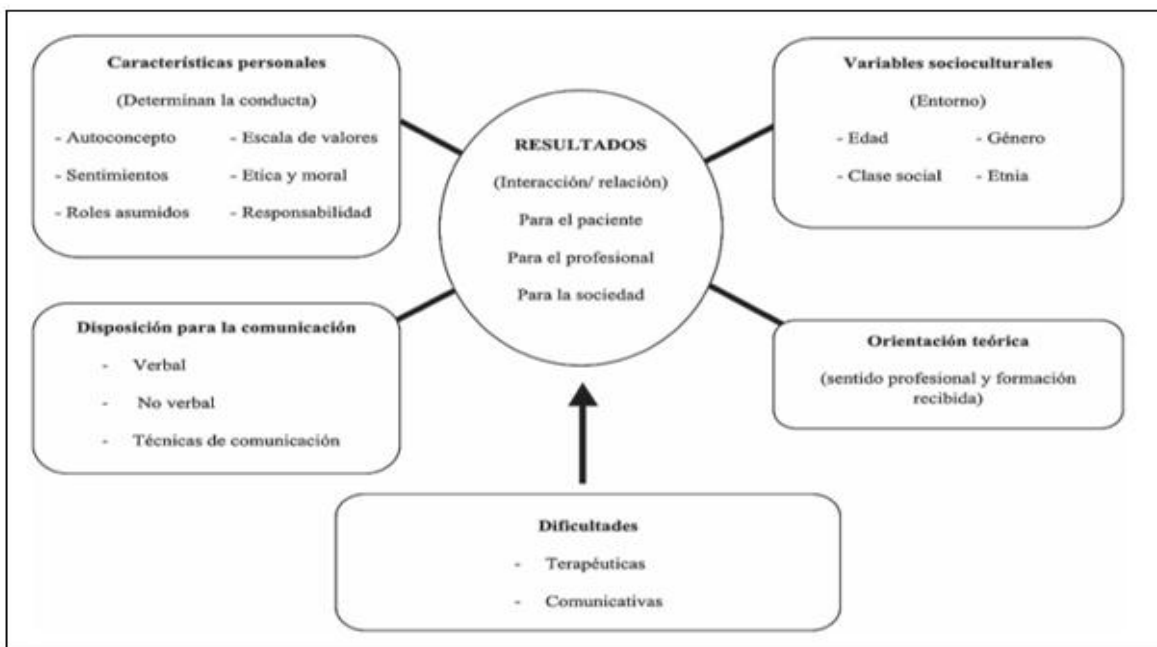 Características personales
(Determinan la conducta)
- Autoconcepto - Escala de valores
- Sentimientos - Etica y moral
- Roles asumidos - Responsabilidad
Variables socioculturales
(Entorno)
- Edad - Género
- Clase social - Etnia
RESULTADOS
(Interacción/ relación)
Para el paciente
Para el profesional
Para la sociedad
Disposición para la comunicación
- Verbal
- No verbal
- Técnicas de comunicación
Orientación teórica
(sentido profesional y formación
recibida)
Dificultades
- Terapéuticas
- Comunicativas